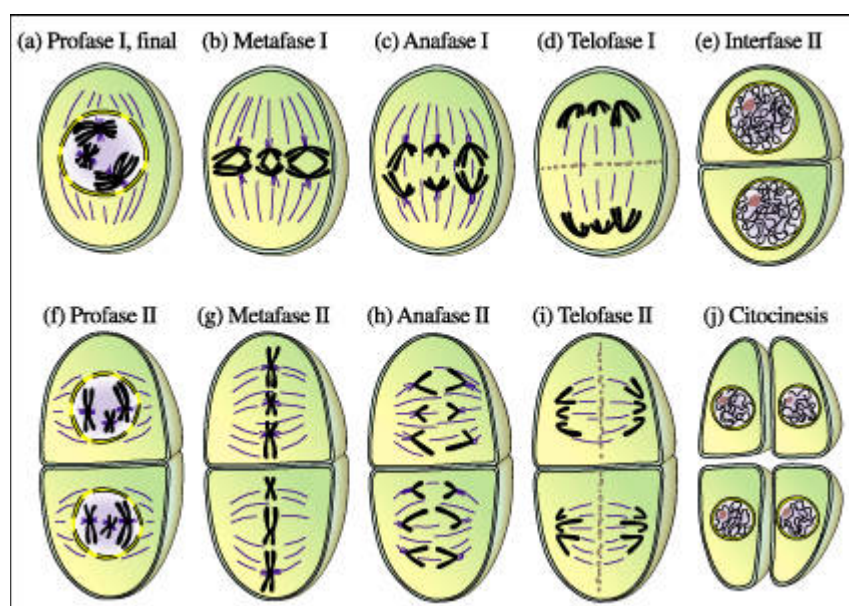 (a) Profase I, final
(b) Metafase I
(c) Anafase I
(d) Telofase I
(e) Interfase II
(f) Profase II
(g) Metafase II
(h) Anafase II
(i) Telofase II
(j) Citocinesis